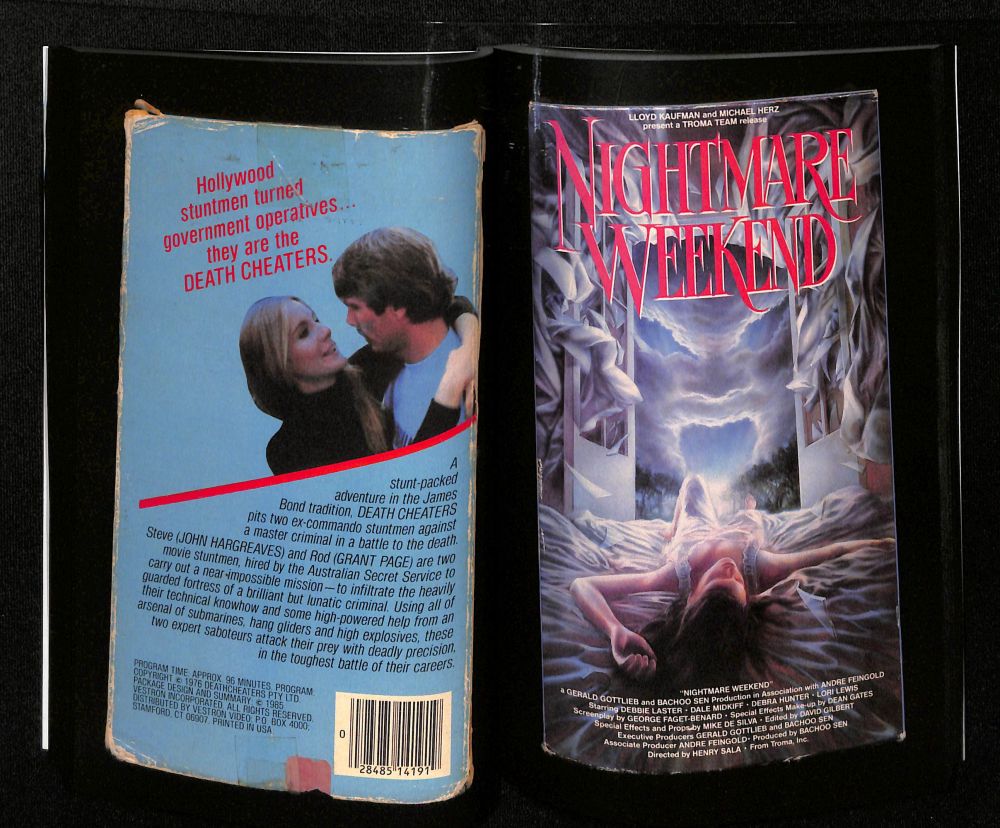 Hollywood
stuntmen turned
government operatives...
they are the
DEATH CHEATERS.
A
stunt-packed
adventure in the James
Bond tradition, DEATH CHEATERS
pits two ex-commando stuntmen against
a master criminal in a battle to the death.
Steve (JOHN HARGREAVES) and Rod (GRANT PAGE) are two
movie stuntmen, hired by the Australian Secret Service to
carry out a near-impossible mission—to infiltrate the heavily
guarded fortress of a brilliant but lunatic criminal. Using all of
their technical knowhow and some high-powered help from an
arsenal of submarines, hang gliders and high explosives, these
two expert saboteurs attack their prey with deadly precision,
in the toughest battle of their careers.
PROGRAM TIME: APPROX. 96 MINUTES. PROGRAM:
COPYRIGHT © 1976 DEATHCHEATERS PTY LTD.
PACKAGE DESIGN AND SUMMARY: © 1985
VESTRON INCORPORATED. ALL RIGHTS RESERVED.
DISTRIBUTED BY VESTRON VIDEO, P.O. BOX 4000,
STAMFORD, CT 06907. PRINTED IN USA.
0 28485 14191
LLOYD KAUFMAN and MICHAEL HERZ
present a TROMA TEAM release
NIGHTMARE
WEEKEND
"NIGHTMARE WEEKEND"
a GERALD GOTTLIEB and BACHOO SEN Production in Association with ANDRE FEINGOLD
Starring DEBBIE LASTER • DALE MIDKIFF • DEBRA HUNTER • LORI LEWIS
Screenplay by GEORGE FAGET-BENARD • Special Effects Make-up by DEAN GATES
Special Effects and Props by MIKE DE SILVA • Edited by DAVID GILBERT
Executive Producers GERALD GOTTLIEB and BACHOO SEN
Associate Producer ANDRE FEINGOLD • Produced by BACHOO SEN
Directed by HENRY SALA • From Troma, Inc.